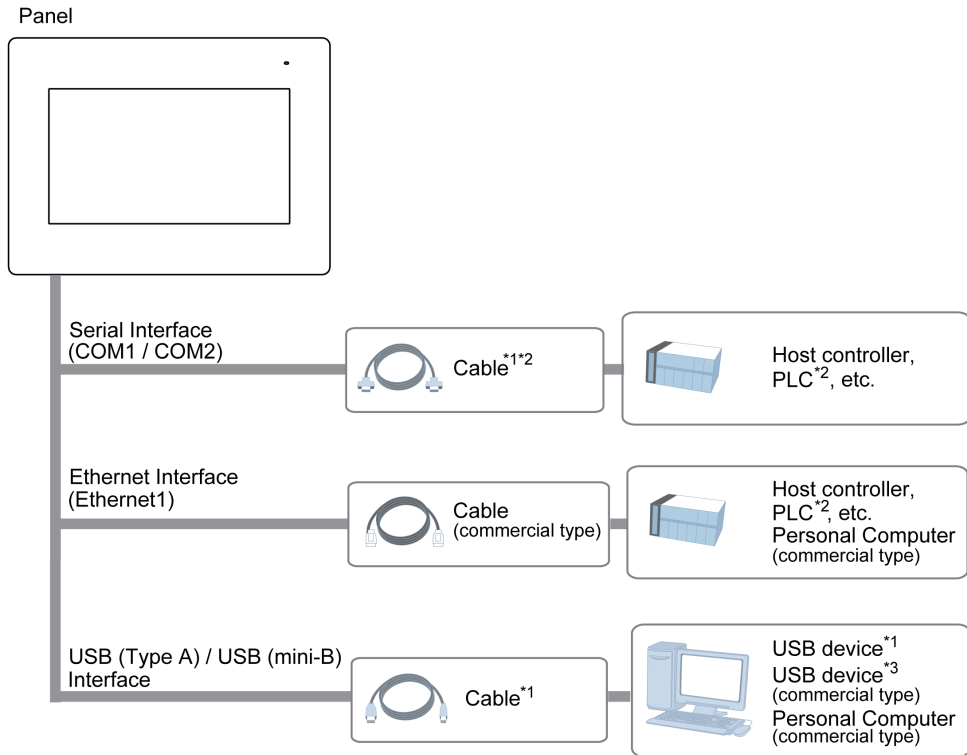 Panel
Serial Interface
(COM1 / COM2)
Cable*1*2
Host controller,
PLC*2, etc.
Ethernet Interface
(Ethernet1)
Cable
(commercial type)
Host controller,
PLC*2, etc.
Personal Computer
(commercial type)
USB (Type A) / USB (mini-B)
Interface
Cable*1
USB device*1
USB device*3
(commercial type)
Personal Computer
(commercial type)